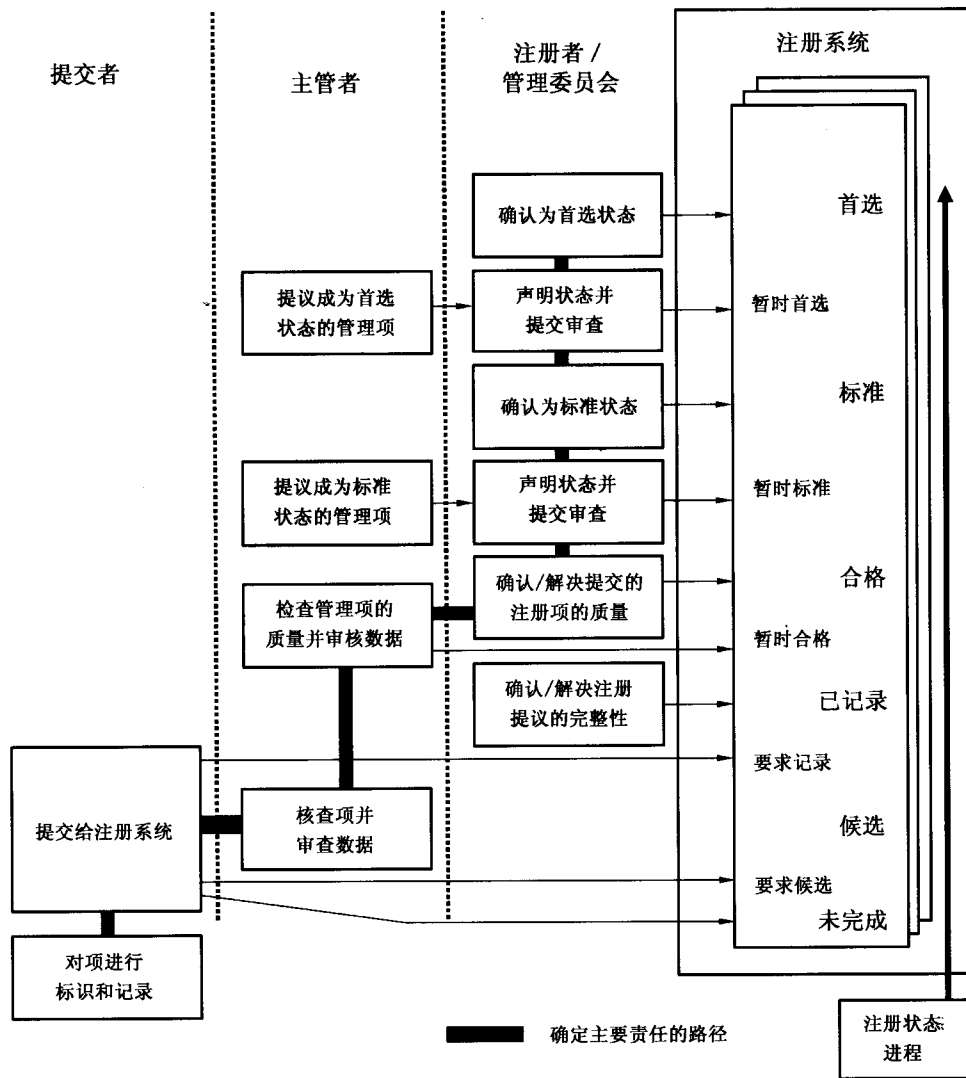 提交者
主管者
注册者/
管理委员会
注册系统
确认为首选状态
首选
提议成为首选
状态的管理项
声明状态并
提交审查
暂时首选
确认为标准状态
标准
提议成为标准
状态的管理项
声明状态并
提交审查
暂时标准
检查管理项的
质量并审核数据
确认/解决提交的
注册项的质量
合格
暂时合格
确认/解决注册
提议的完整性
已记录
要求记录
提交给注册系统
核查项并
审查数据
候选
要求候选
未完成
对项进行
标识和记录
确定主要责任的路径
注册状态
进程